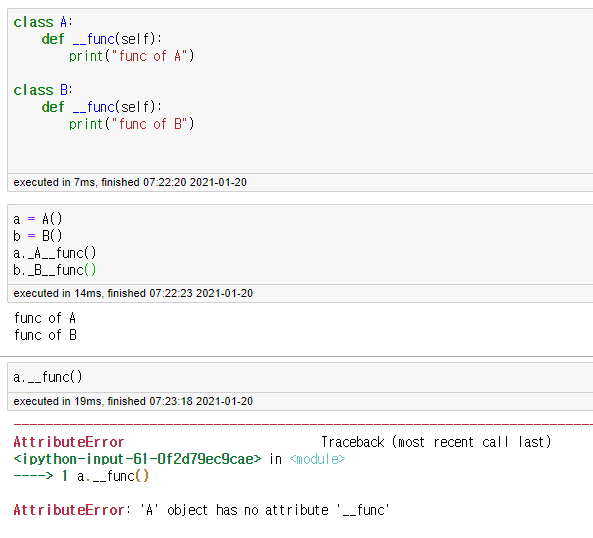 class A:
    def __func(self):
        print("func of A")
class B:
    def __func(self):
        print("func of B")
executed in 7ms, finished 07:22:20 2021-01-20
a = A()
b = B()
a._A__func()
b._B__func()
executed in 14ms, finished 07:22:23 2021-01-20
func of A
func of B
a.__func()
executed in 19ms, finished 07:23:18 2021-01-20
---------------------------------------------------------------------------
AttributeError                            Traceback (most recent call last)
<ipython-input-61-0f2d79ec9cae> in <module>
----> 1 a.__func()
AttributeError: 'A' object has no attribute '__func'